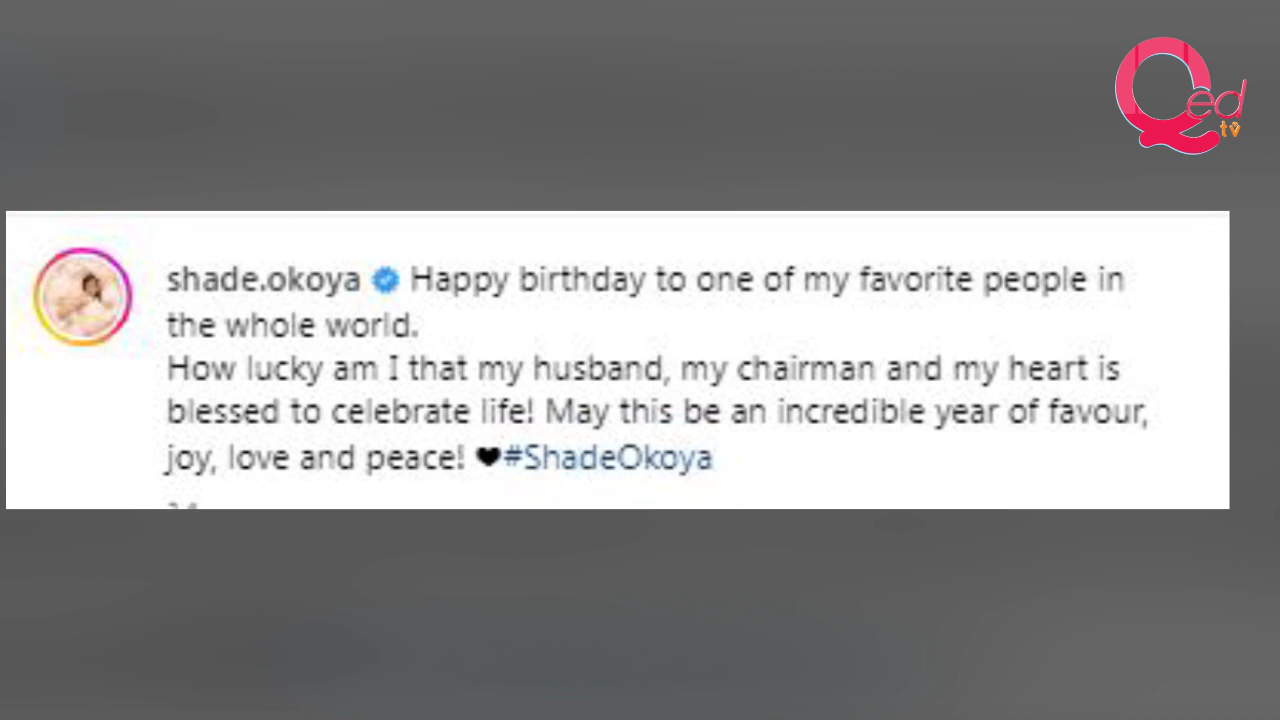 Qed
tv
shade.okoya Happy birthday to one of my favorite people in
the whole world.
How lucky am I that my husband, my chairman and my heart is
blessed to celebrate life! May this be an incredible year of favour,
joy, love and peace! 🖤#ShadeOkoya